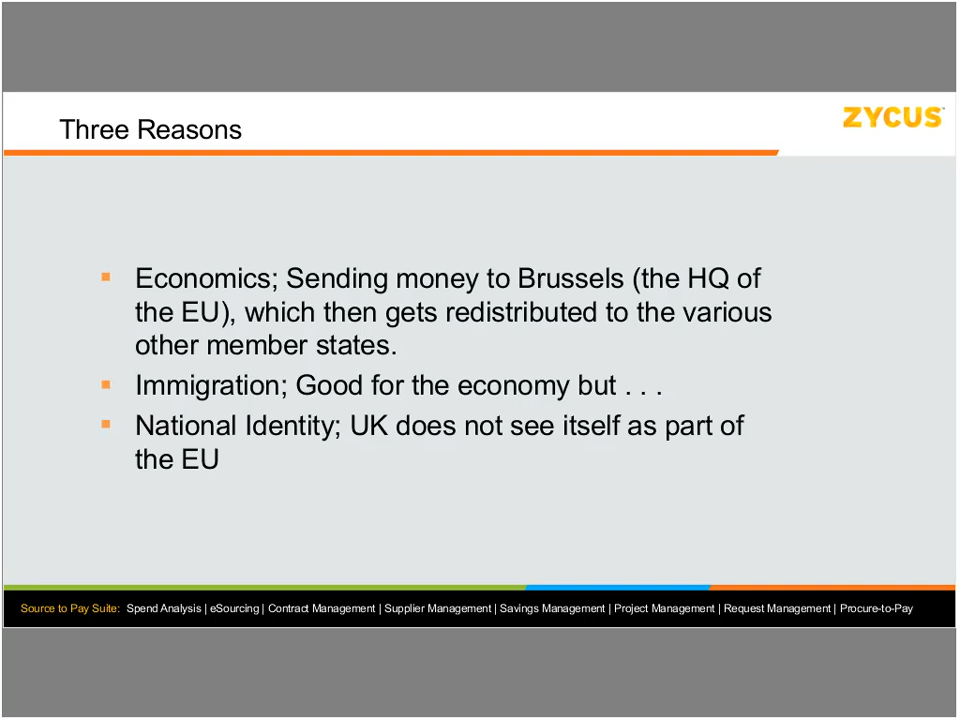 Three Reasons
ZYCUS™
▪ Economics; Sending money to Brussels (the HQ of
the EU), which then gets redistributed to the various
other member states.
▪ Immigration; Good for the economy but . . .
▪ National Identity; UK does not see itself as part of
the EU
Source to Pay Suite: Spend Analysis | eSourcing | Contract Management | Supplier Management | Savings Management | Project Management | Request Management | Procure-to-Pay